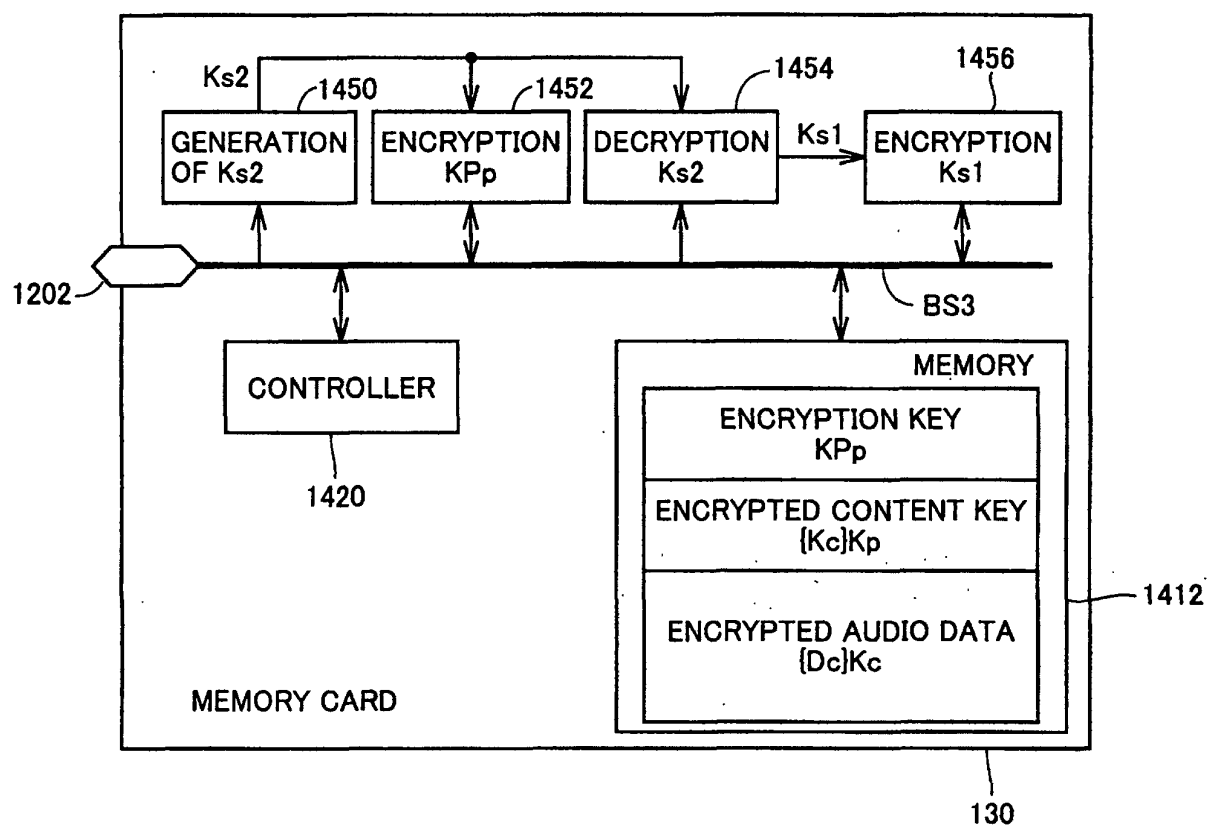 Ks2
1450
1452
1454
1456
GENERATION
OF Ks2
ENCRYPTION
KPp
DECRYPTION
Ks2
Ks1
ENCRYPTION
Ks1
1202
BS3
CONTROLLER
1420
MEMORY
ENCRYPTION KEY
KPp
ENCRYPTED CONTENT KEY
{Kc}Kp
ENCRYPTED AUDIO DATA
{Dc}Kc
1412
MEMORY CARD
130